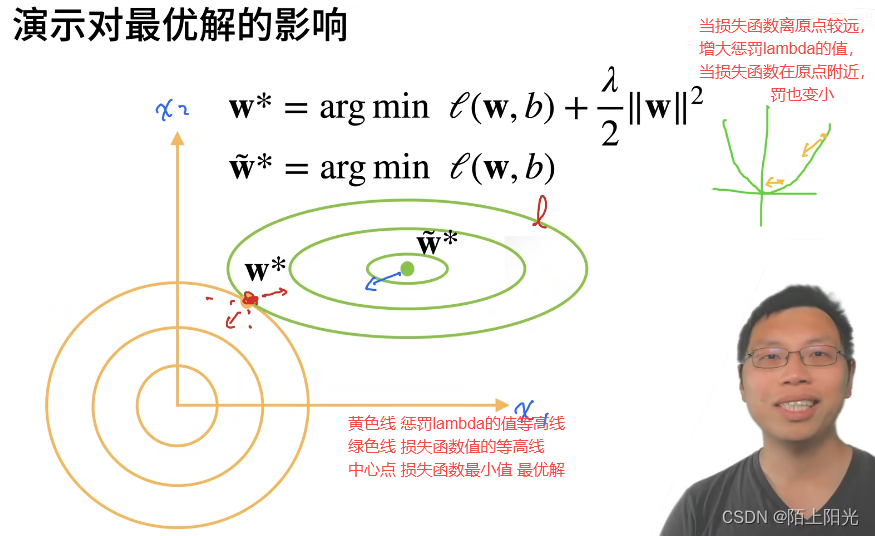 演示对最优解的影响
当损失函数离原点较远，
增大惩罚lambda的值，
当损失函数在原点附近，
罚也变小
x2
w* = arg min ℓ(w, b) + λ/2 ‖w‖²
w̃* = arg min ℓ(w, b)
l
w̃*
w*
x1
黄色线 惩罚lambda的值等高线
绿色线 损失函数值的等高线
中心点 损失函数最小值 最优解
CSDN @陌上阳光